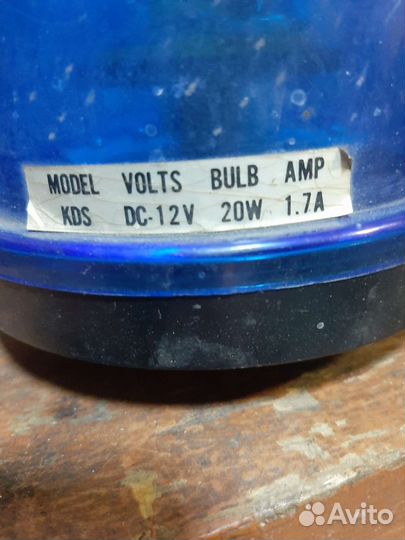 MODEL VOLTS BULB AMP
KDS DC-12V 20W 1.7A
Avito